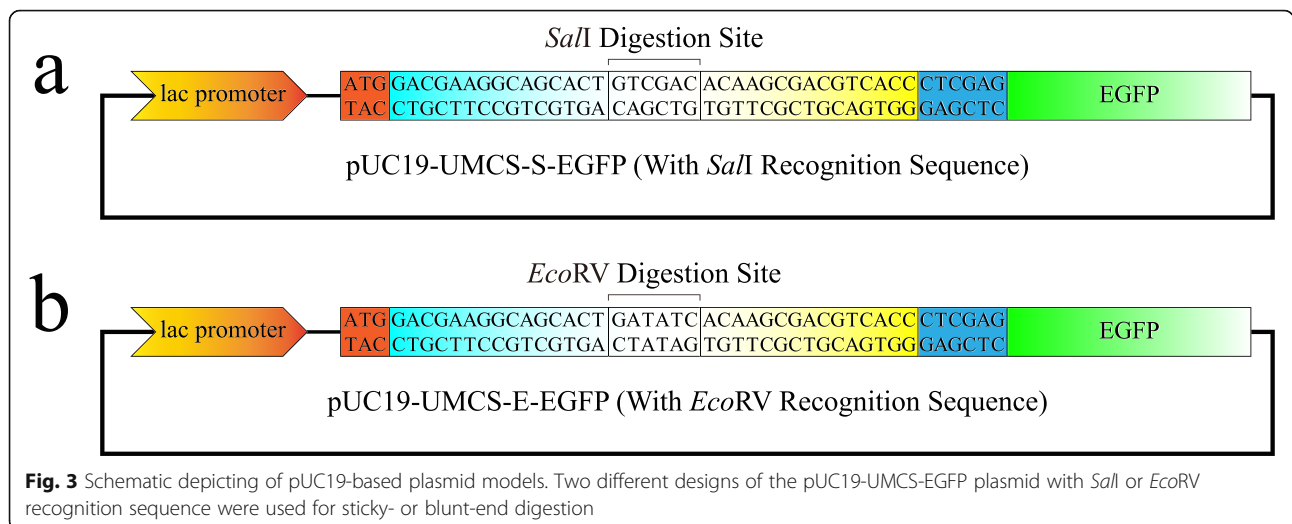 a
SalI Digestion Site
lac promoter
ATG GACGAAGGCAGCACT GTCGAC ACAAGCGACGTCACC CTCGAG
TAC CTGCTTCCGTCGTGA CAGCTG TGTTCGCTGCAGTGG GAGCTC
EGFP
pUC19-UMCS-S-EGFP (With SalI Recognition Sequence)
b
EcoRV Digestion Site
lac promoter
ATG GACGAAGGCAGCACT GATATC ACAAGCGACGTCACC CTCGAG
TAC CTGCTTCCGTCGTGA CTATAG TGTTCGCTGCAGTGG GAGCTC
EGFP
pUC19-UMCS-E-EGFP (With EcoRV Recognition Sequence)
Fig. 3 Schematic depicting of pUC19-based plasmid models. Two different designs of the pUC19-UMCS-EGFP plasmid with SalI or EcoRV
recognition sequence were used for sticky- or blunt-end digestion